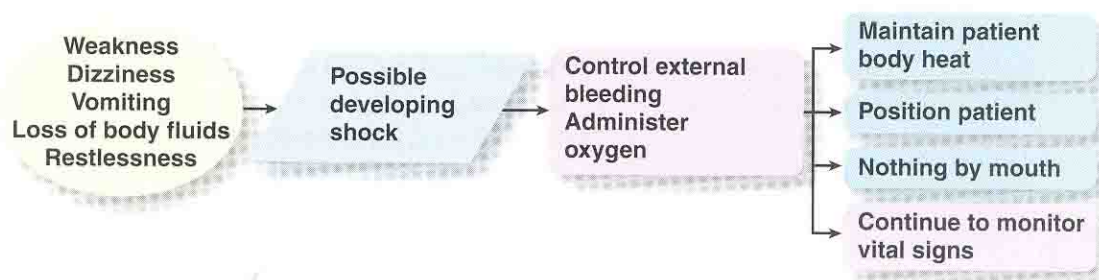 Weakness
Dizziness
Vomiting
Loss of body fluids
Restlessness
Possible
developing
shock
Control external
bleeding
Administer
oxygen
Maintain patient
body heat
Position patient
Nothing by mouth
Continue to monitor
vital signs